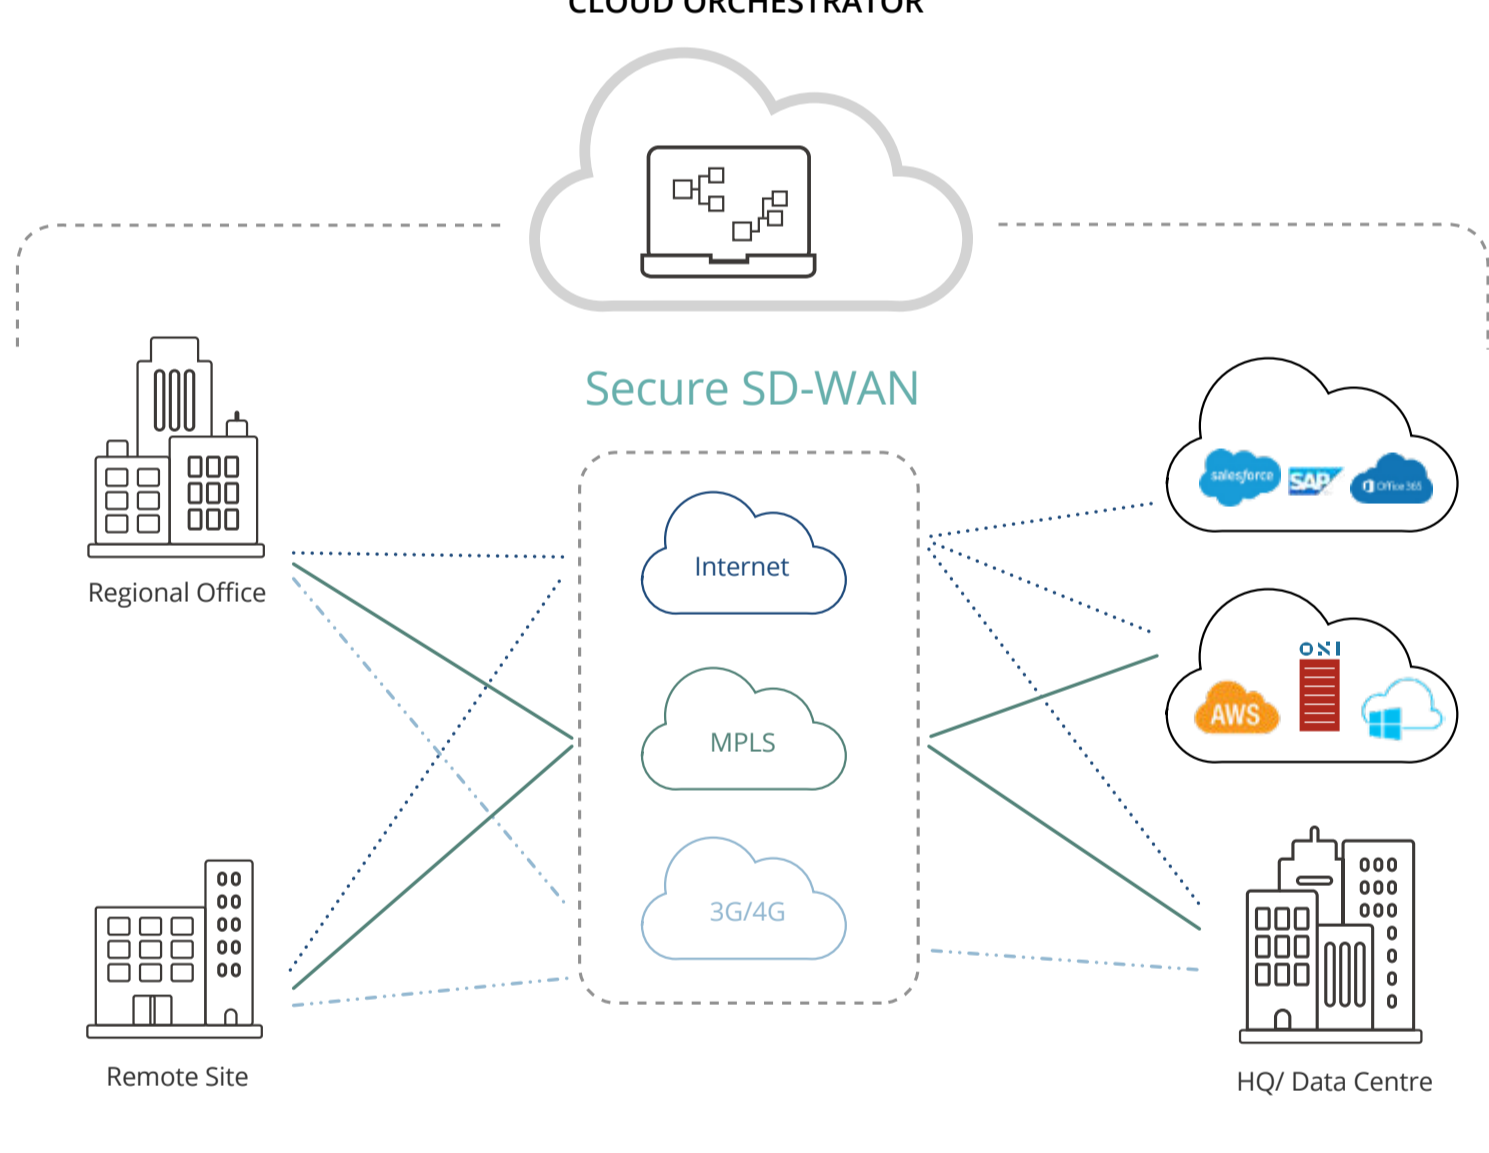 CLOUD ORCHESTRATOR
Secure SD-WAN
salesforce
SAP
Office 365
Internet
Regional Office
OXI
AWS
MPLS
3G/4G
Remote Site
HQ/ Data Centre